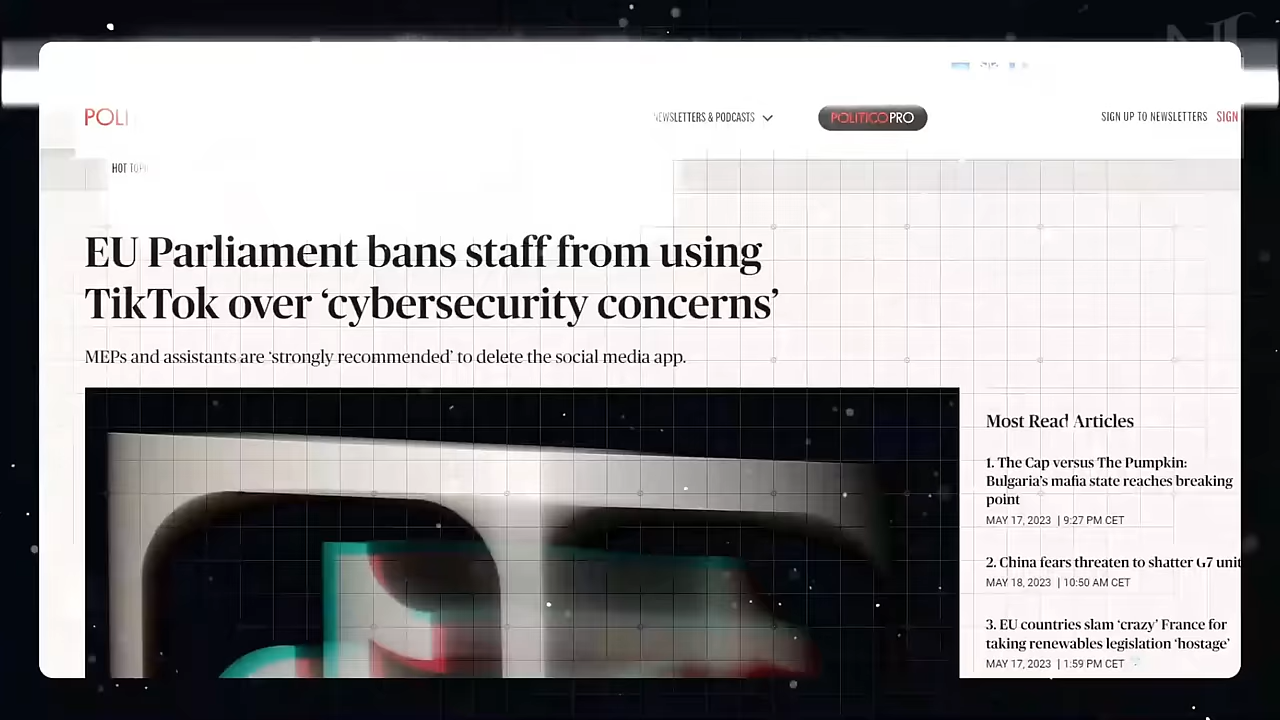 POLI
NEWSLETTERS & PODCASTS
POLITICO PRO
SIGN UP TO NEWSLETTERS
SIGN
HOT TOPI
EU Parliament bans staff from using
TikTok over ‘cybersecurity concerns’
MEPs and assistants are ‘strongly recommended’ to delete the social media app.
Most Read Articles
1. The Cap versus The Pumpkin:
Bulgaria’s mafia state reaches breaking
point
MAY 17, 2023 | 9:27 PM CET
2. China fears threaten to shatter G7 unit
MAY 18, 2023 | 10:50 AM CET
3. EU countries slam ‘crazy’ France for
taking renewables legislation ‘hostage’
MAY 17, 2023 | 1:59 PM CET